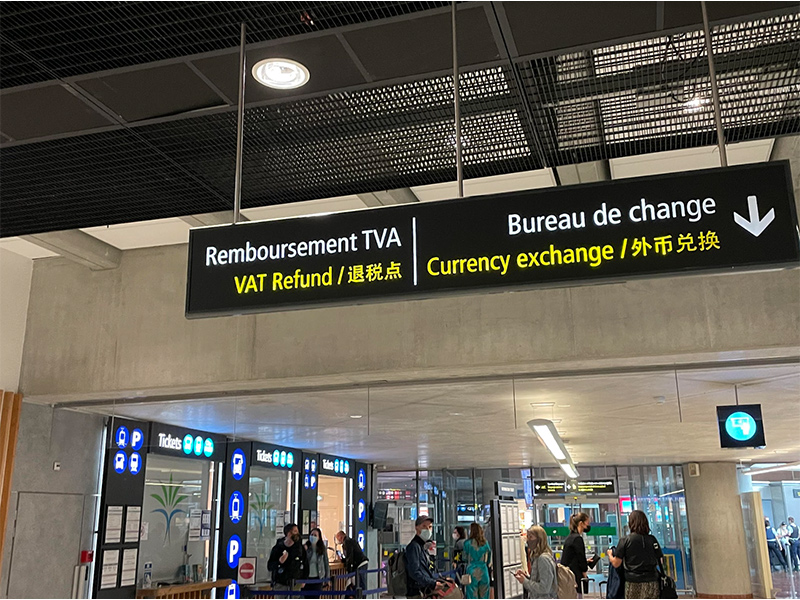 Remboursement TVA
VAT Refund / 退税点
Bureau de change
Currency exchange / 外币兑换
P
Tickets
Tickets
Tickets
P
P
P